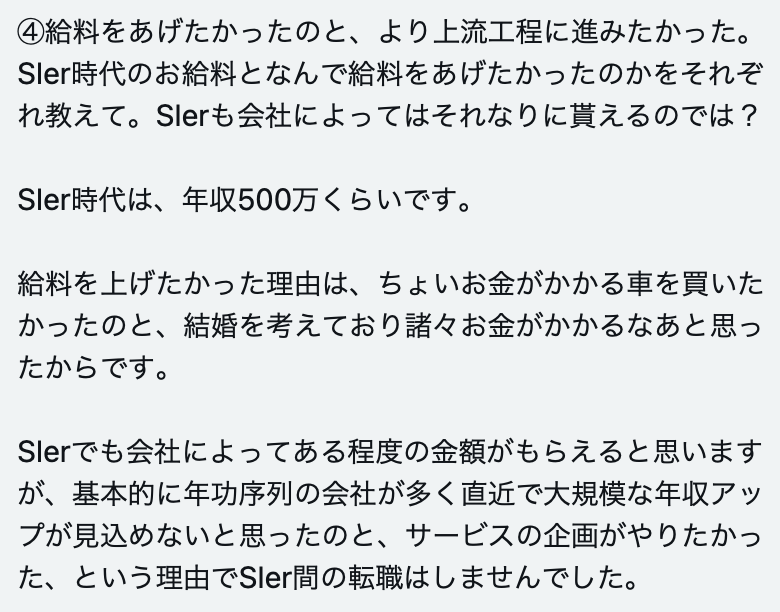 ④給料をあげたかったのと、より上流工程に進みたかった。
SIer時代のお給料となんで給料をあげたかったのかをそれぞ
れ教えて。SIerも会社によってはそれなりに貰えるのでは？
SIer時代は、年収500万くらいです。
給料を上げたかった理由は、ちょいお金がかかる車を買いた
かったのと、結婚を考えており諸々お金がかかるなあと思っ
たからです。
SIerでも会社によってある程度の金額がもらえると思います
が、基本的に年功序列の会社が多く直近で大規模な年収アッ
プが見込めないと思ったのと、サービスの企画がやりたかっ
た、という理由でSIer間の転職はしませんでした。